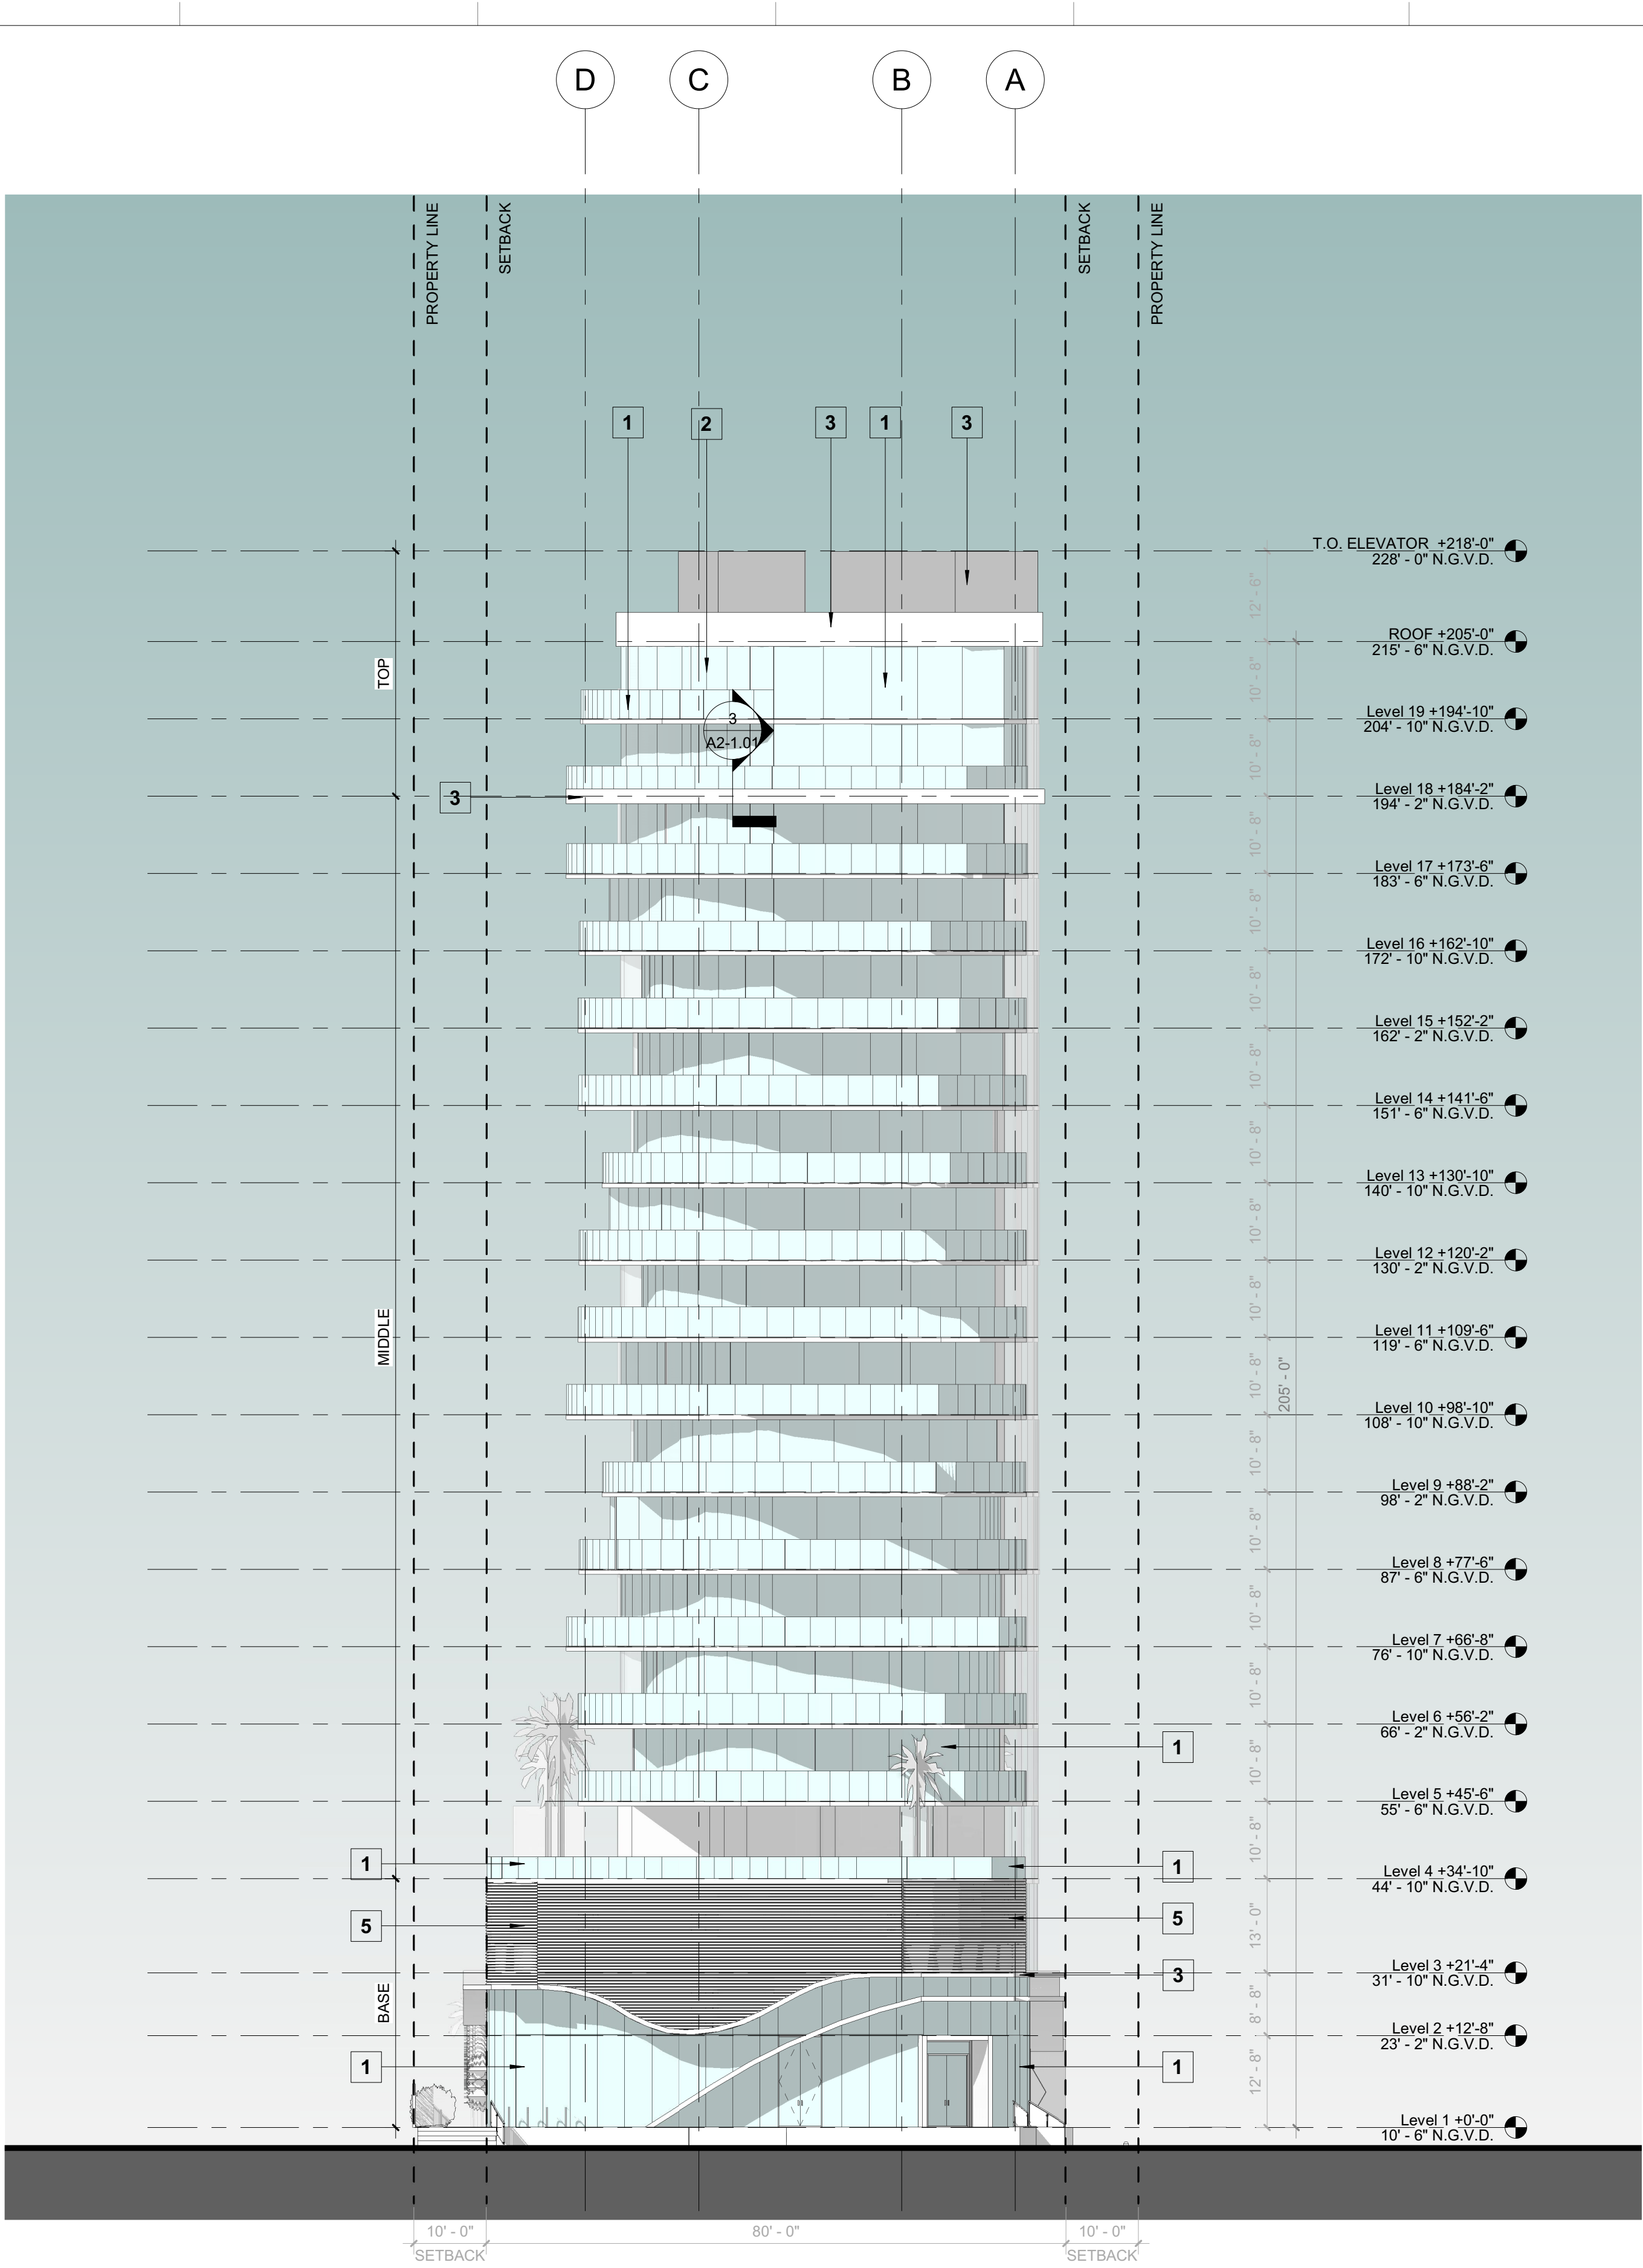 D C B A
PROPERTY LINE
SETBACK
SETBACK
PROPERTY LINE
1 2 3 1 3
T.O. ELEVATOR +218'-0"
228' - 0" N.G.V.D.
12' - 6"
ROOF +205'-0"
215' - 6" N.G.V.D.
TOP
10' - 8"
3
A2-1.01
Level 19 +194'-10"
204' - 10" N.G.V.D.
10' - 8"
3
Level 18 +184'-2"
194' - 2" N.G.V.D.
10' - 8"
Level 17 +173'-6"
183' - 6" N.G.V.D.
10' - 8"
Level 16 +162'-10"
172' - 10" N.G.V.D.
10' - 8"
Level 15 +152'-2"
162' - 2" N.G.V.D.
10' - 8"
Level 14 +141'-6"
151' - 6" N.G.V.D.
10' - 8"
Level 13 +130'-10"
140' - 10" N.G.V.D.
10' - 8"
Level 12 +120'-2"
130' - 2" N.G.V.D.
10' - 8"
MIDDLE
Level 11 +109'-6"
119' - 6" N.G.V.D.
10' - 8"
205' - 0"
Level 10 +98'-10"
108' - 10" N.G.V.D.
10' - 8"
Level 9 +88'-2"
98' - 2" N.G.V.D.
10' - 8"
Level 8 +77'-6"
87' - 6" N.G.V.D.
10' - 8"
Level 7 +66'-8"
76' - 10" N.G.V.D.
10' - 8"
Level 6 +56'-2"
66' - 2" N.G.V.D.
1
10' - 8"
Level 5 +45'-6"
55' - 6" N.G.V.D.
10' - 8"
1 1
Level 4 +34'-10"
44' - 10" N.G.V.D.
5 5
13' - 0"
Level 3 +21'-4"
31' - 10" N.G.V.D.
3
BASE
8' - 8"
Level 2 +12'-8"
23' - 2" N.G.V.D.
1 1
12' - 8"
Level 1 +0'-0"
10' - 6" N.G.V.D.
10' - 0" 80' - 0" 10' - 0"
SETBACK SETBACK